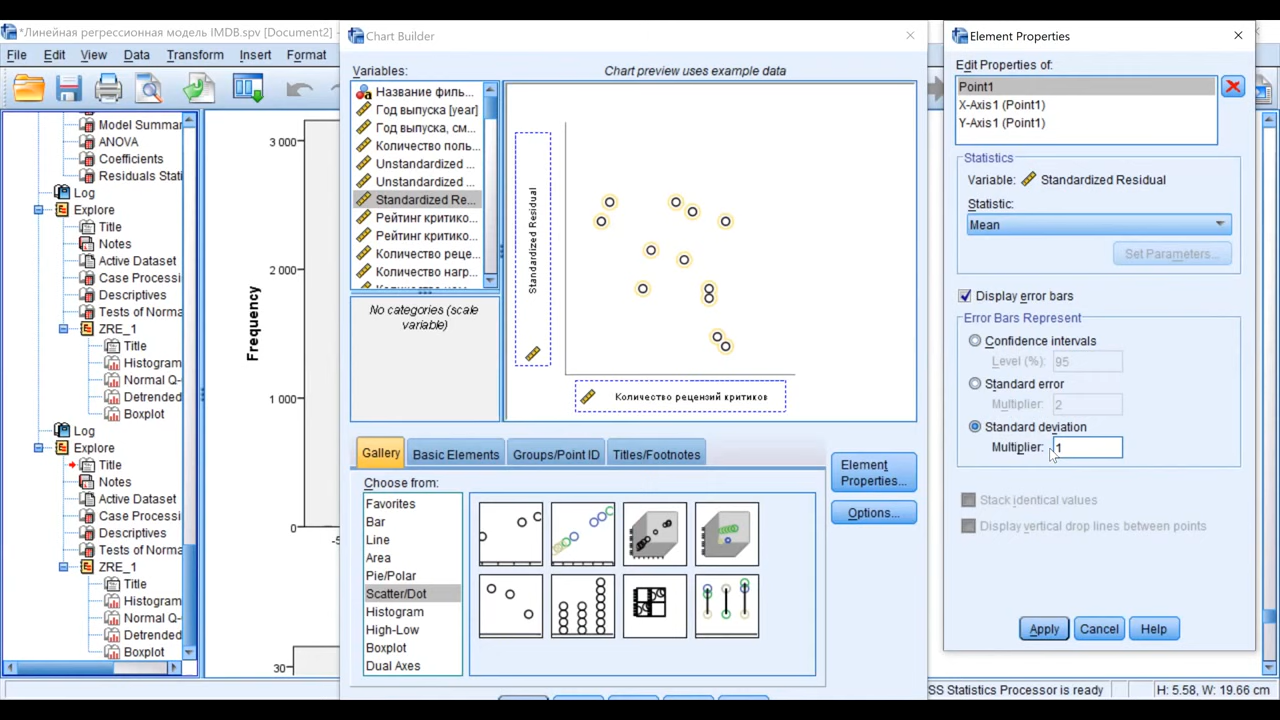 *Линейная регрессионная модель IMDB.spv [Document2] -
File Edit View Data Transform Insert Format
Model Summar
ANOVA
Coefficients
Residuals Stati
Log
Explore
Title
Notes
Active Dataset
Case Processi
Descriptives
Tests of Norma
ZRE_1
Title
Histogram
Normal Q-
Detrended
Boxplot
Log
Explore
Title
Notes
Active Dataset
Case Processi
Descriptives
Tests of Norma
ZRE_1
Title
Histogram
Normal Q-
Detrended
Boxplot
3 000
2 000
1 000
0
Frequency
30
Chart Builder
Variables:
Название филь...
Год выпуска [year]
Год выпуска, см...
Количество поль...
Unstandardized ...
Unstandardized ...
Standardized Re...
Рейтинг критико...
Рейтинг критико...
Количество реце...
Количество нагр...
No categories (scale
variable)
Chart preview uses example data
Standardized Residual
Количество рецензий критиков
Gallery Basic Elements Groups/Point ID Titles/Footnotes
Choose from:
Favorites
Bar
Line
Area
Pie/Polar
Scatter/Dot
Histogram
High-Low
Boxplot
Dual Axes
Element
Properties...
Options...
Element Properties
Edit Properties of:
Point1
X-Axis1 (Point1)
Y-Axis1 (Point1)
Statistics
Variable: Standardized Residual
Statistic:
Mean
Set Parameters...
Display error bars
Error Bars Represent
Confidence intervals
Level (%): 95
Standard error
Multiplier: 2
Standard deviation
Multiplier: 1
Stack identical values
Display vertical drop lines between points
Apply Cancel Help
SS Statistics Processor is ready H: 5.58, W: 19.66 cm